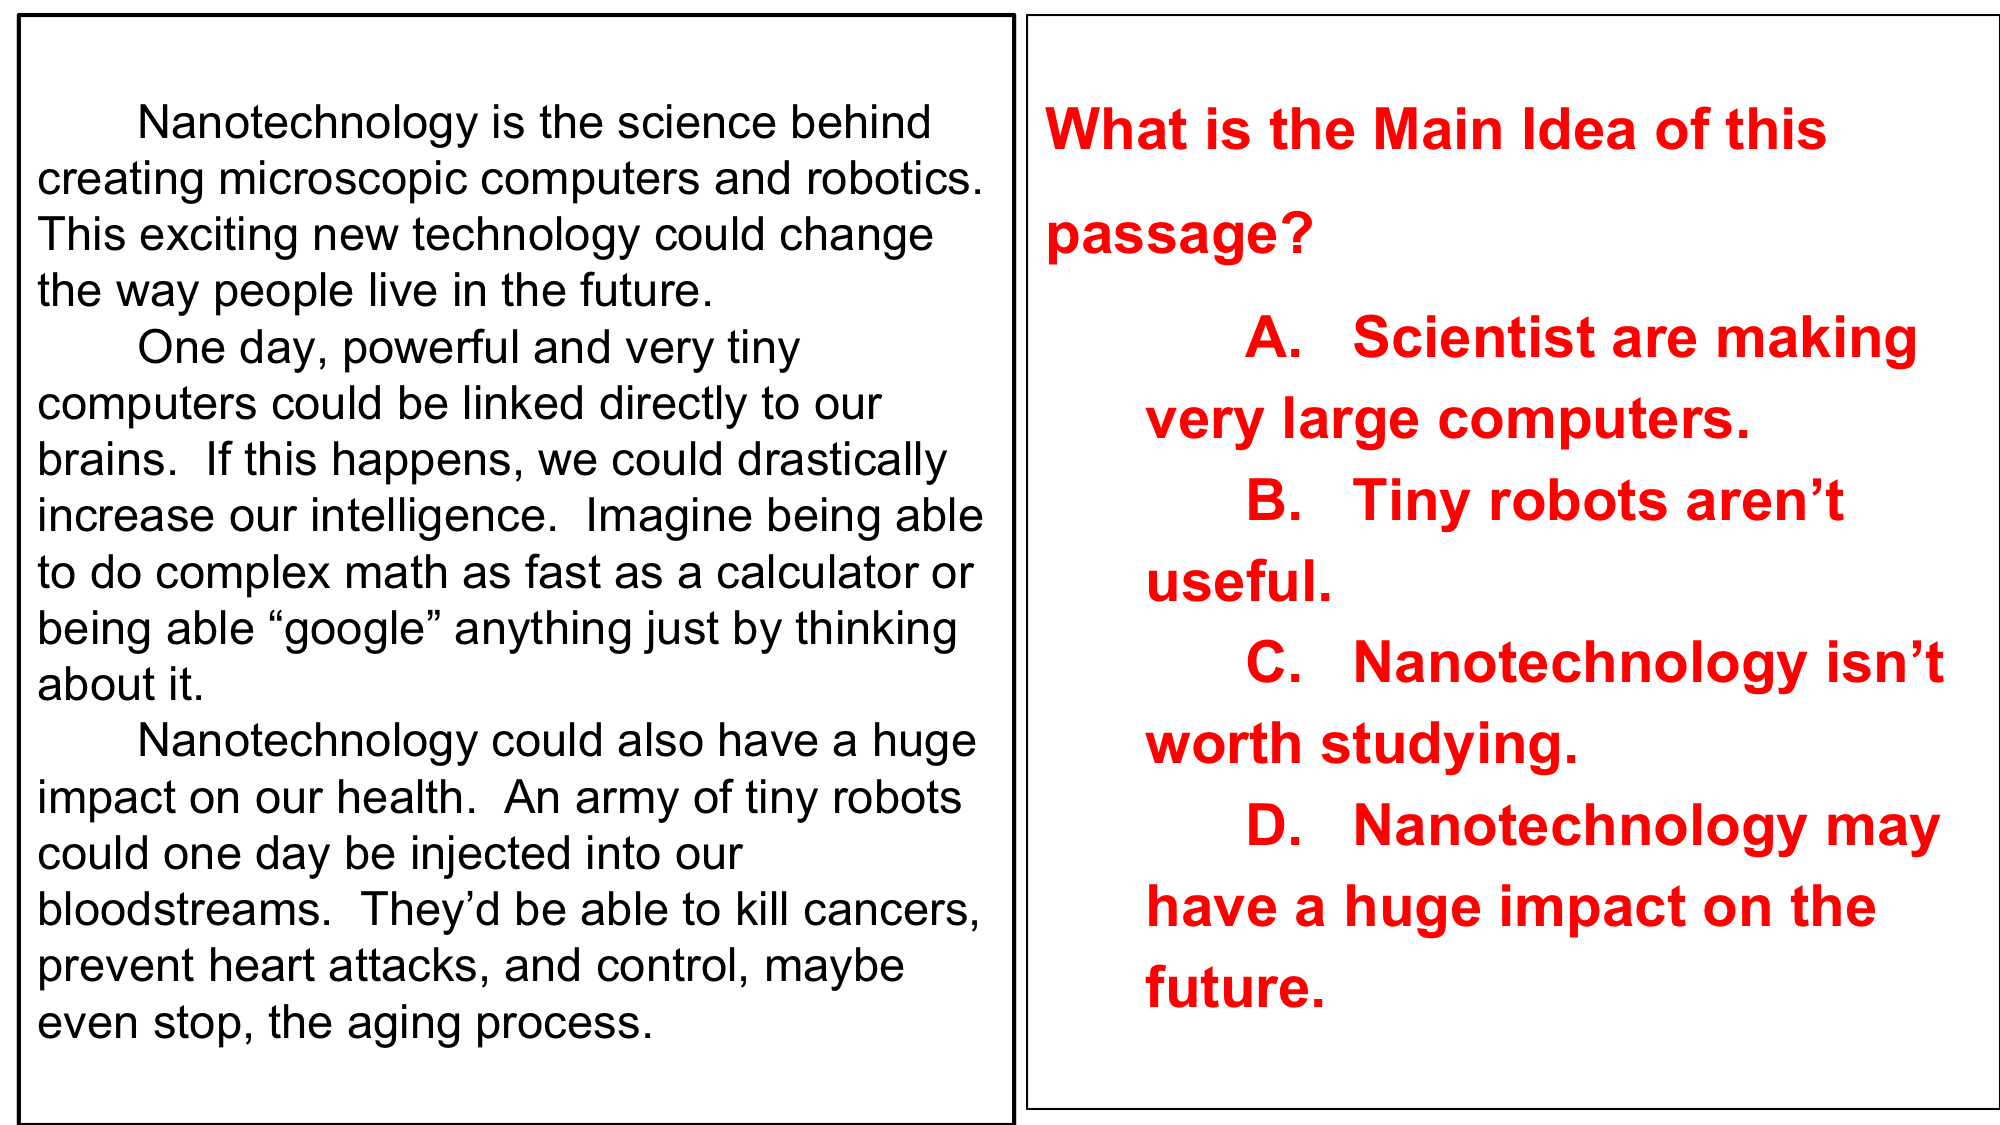 Nanotechnology is the science behind
creating microscopic computers and robotics.
This exciting new technology could change
the way people live in the future.
One day, powerful and very tiny
computers could be linked directly to our
brains.  If this happens, we could drastically
increase our intelligence.  Imagine being able
to do complex math as fast as a calculator or
being able “google” anything just by thinking
about it.
Nanotechnology could also have a huge
impact on our health.  An army of tiny robots
could one day be injected into our
bloodstreams.  They’d be able to kill cancers,
prevent heart attacks, and control, maybe
even stop, the aging process.
What is the Main Idea of this
passage?
A.   Scientist are making
very large computers.
B.   Tiny robots aren’t
useful.
C.   Nanotechnology isn’t
worth studying.
D.   Nanotechnology may
have a huge impact on the
future.